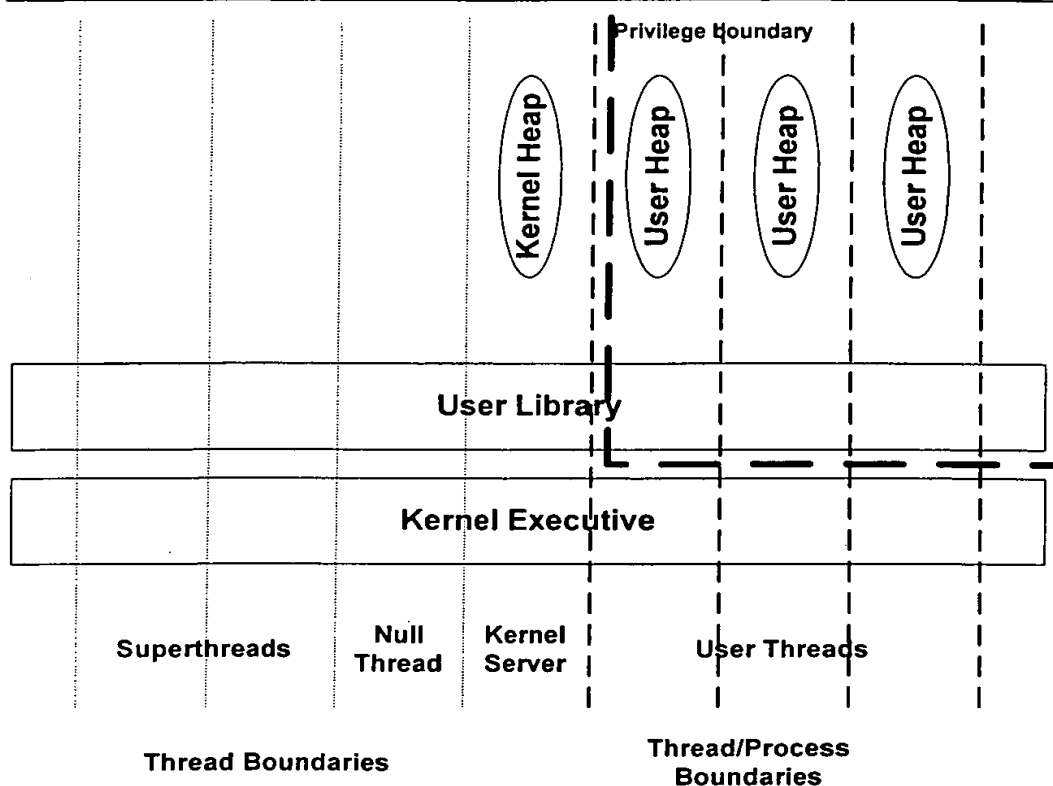 Privilege boundary
Kernel Heap
User Heap
User Heap
User Heap
User Library
Kernel Executive
Superthreads
Null
Thread
Kernel
Server
User Threads
Thread Boundaries
Thread/Process
Boundaries